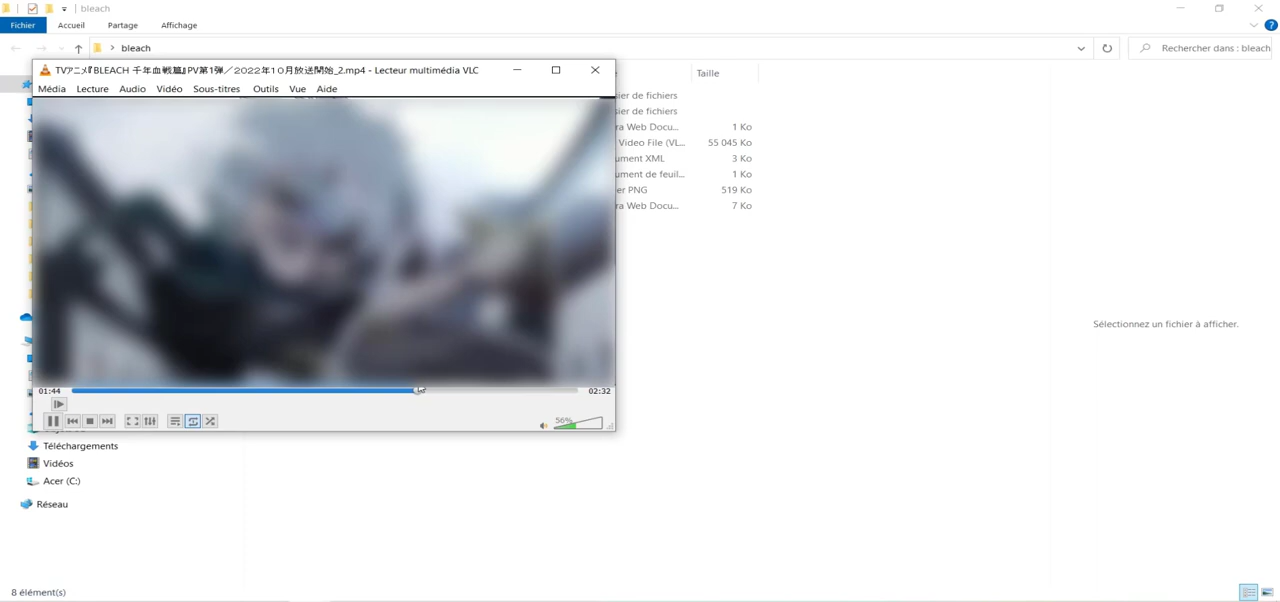 bleach
Fichier Accueil Partage Affichage
bleach
Rechercher dans : bleach
TVアニメ『BLEACH 千年血戦篇』PV第1弾／2022年10月放送開始_2.mp4 - Lecteur multimédia VLC
Média Lecture Audio Vidéo Sous-titres Outils Vue Aide
Taille
ier de fichiers
ier de fichiers
ra Web Docu... 1 Ko
Video File (VL... 55 045 Ko
ument XML 3 Ko
ument de feuil... 1 Ko
er PNG 519 Ko
ra Web Docu... 7 Ko
Sélectionnez un fichier à afficher.
01:44 02:32
56%
Téléchargements
Vidéos
Acer (C:)
Réseau
8 élément(s)